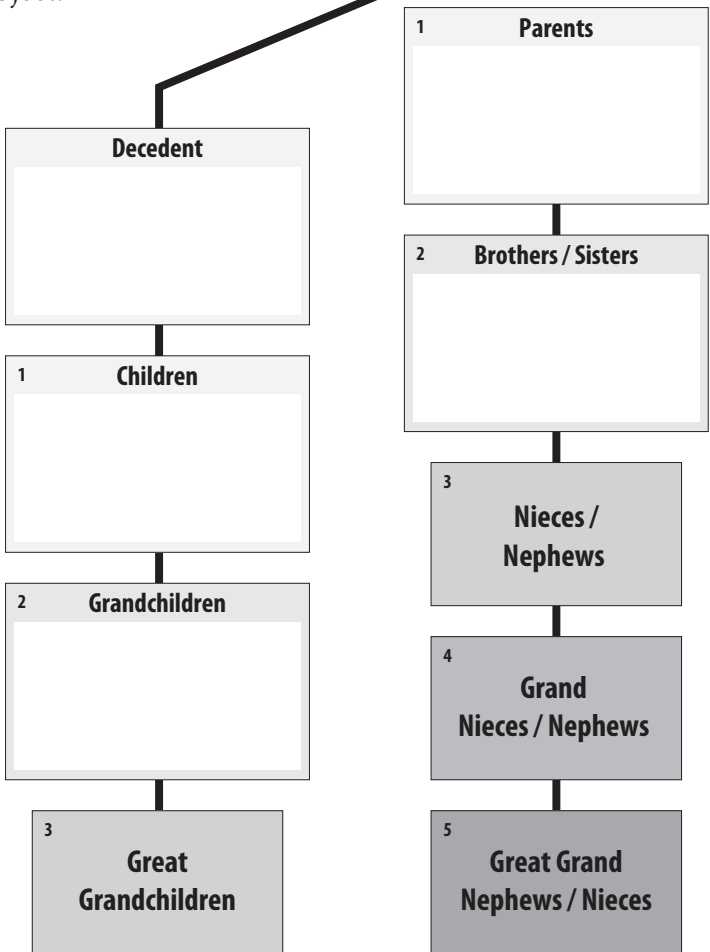 1 Parents
Decedent
2 Brothers / Sisters
1 Children
3
Nieces /
Nephews
2 Grandchildren
4
Grand
Nieces / Nephews
3
Great
Grandchildren
5
Great Grand
Nephews / Nieces